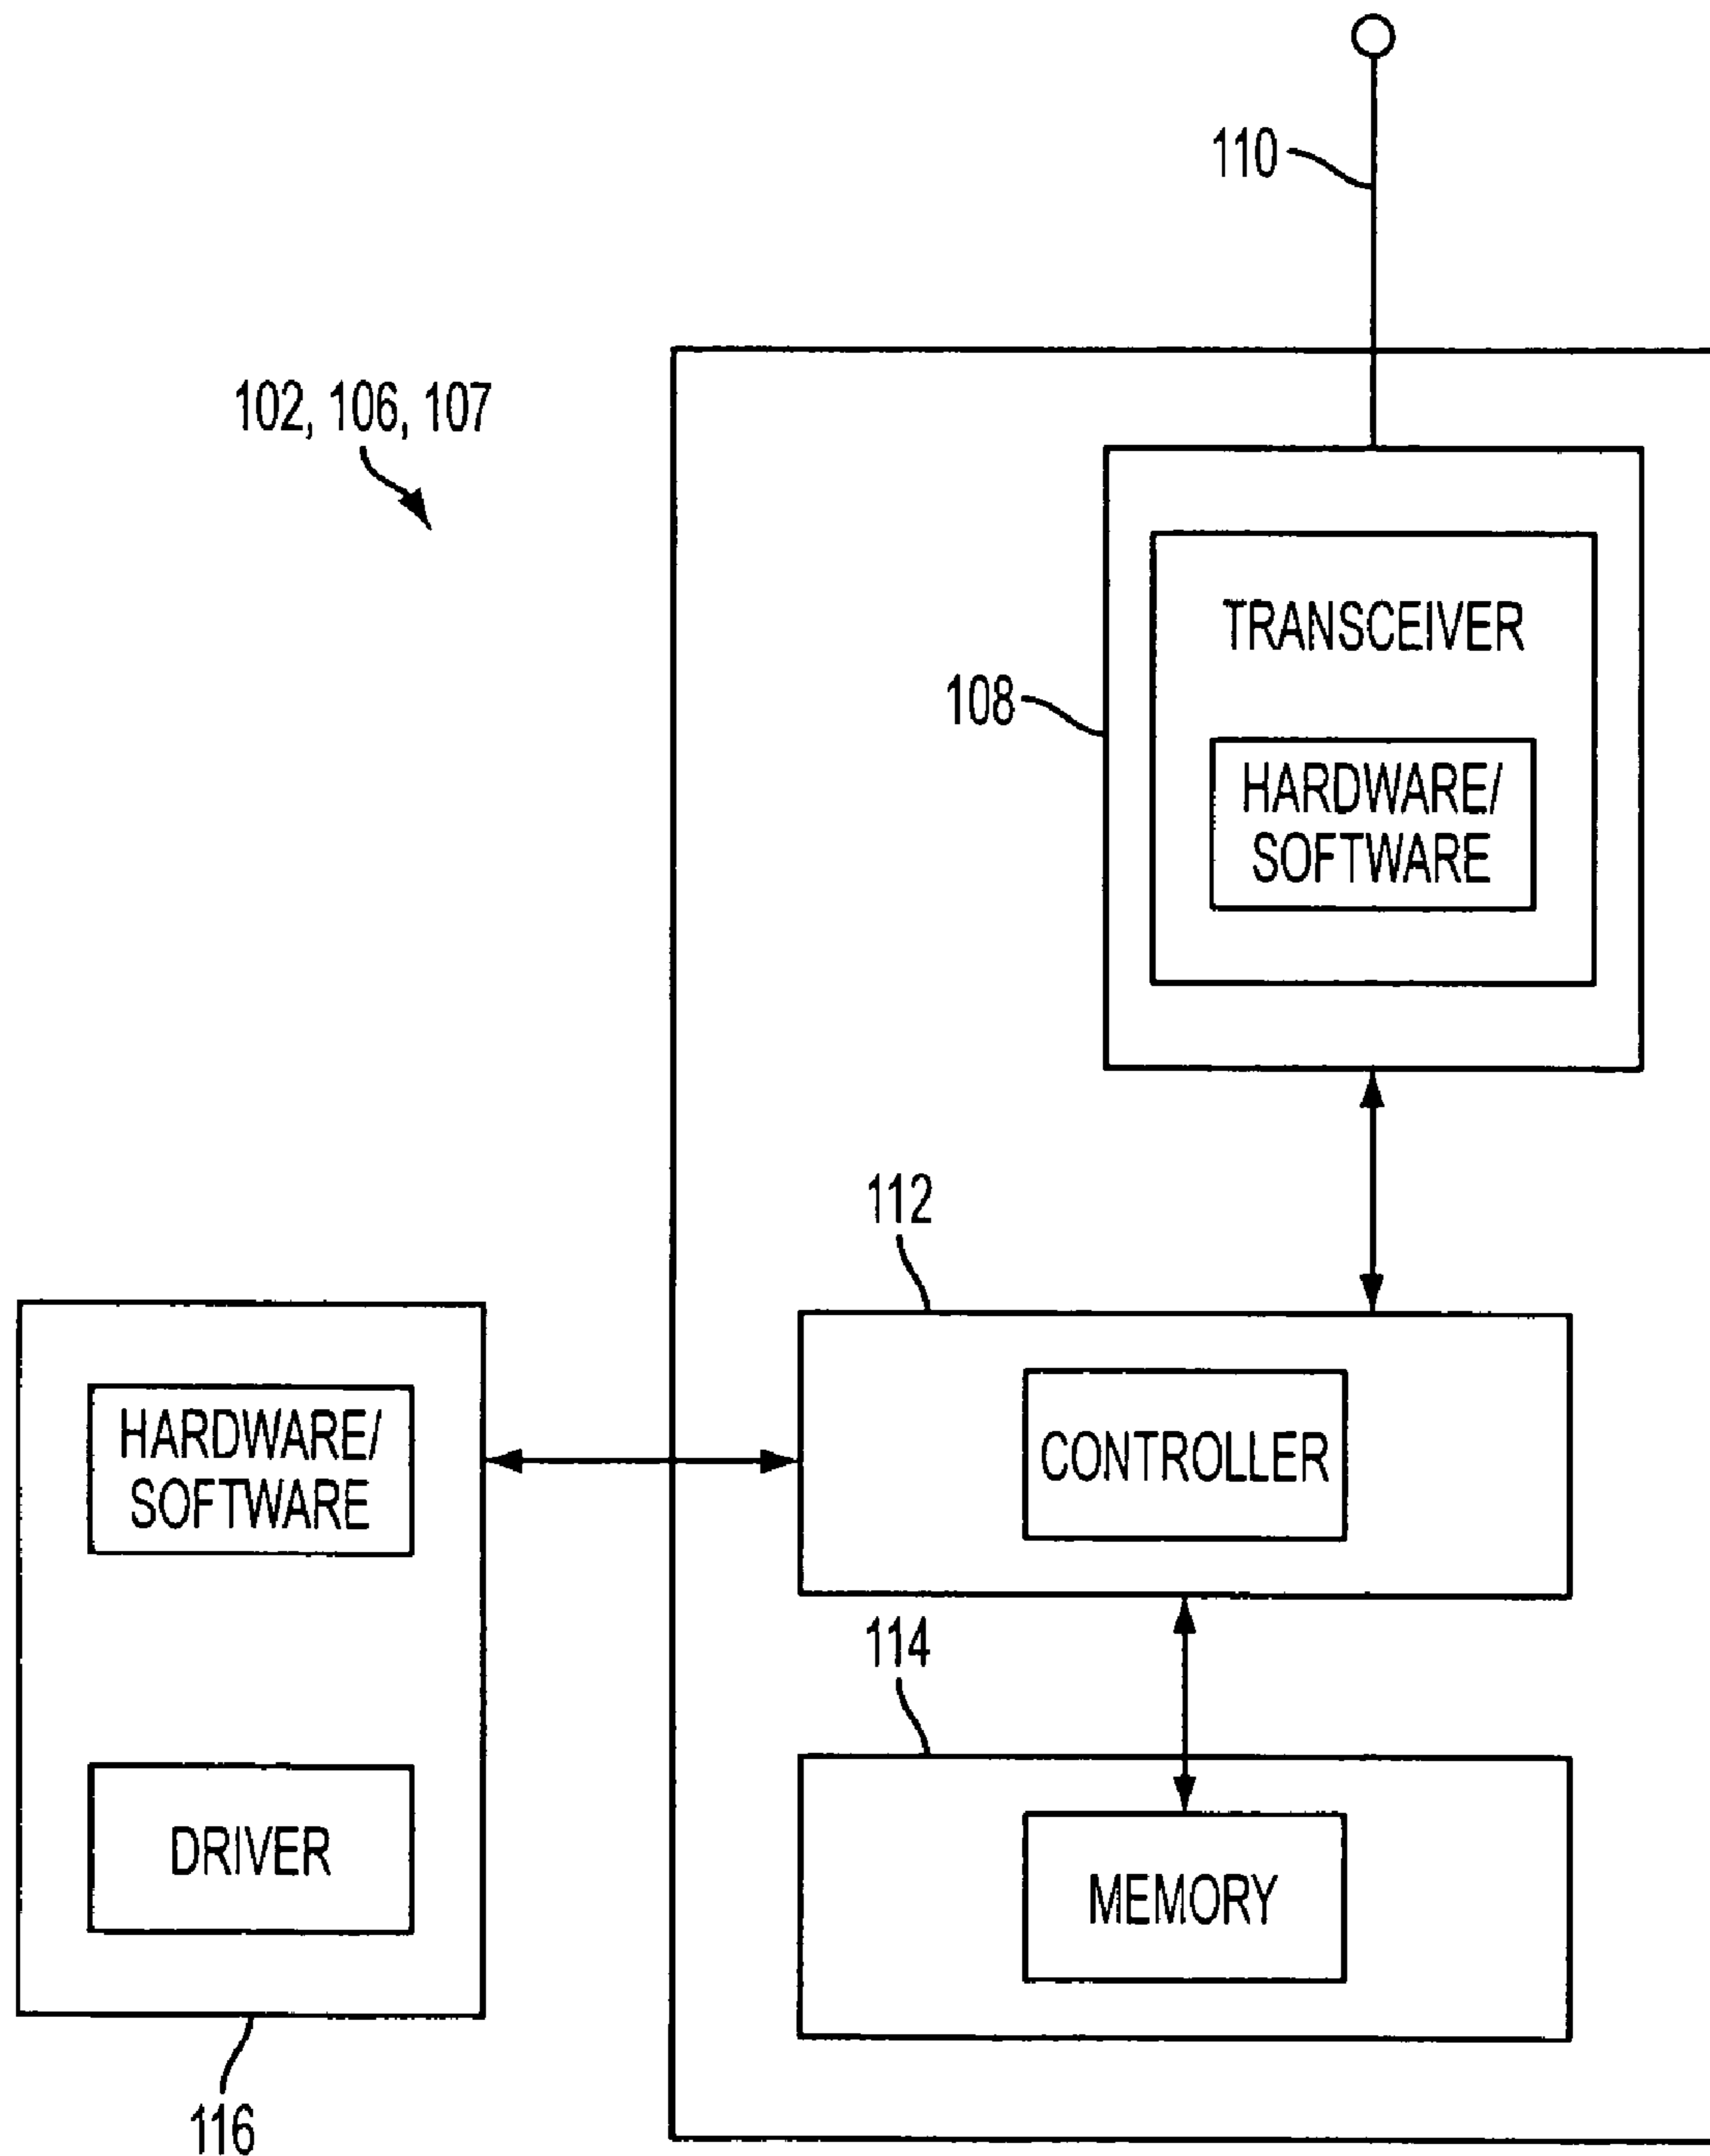 110
102, 106, 107
TRANSCEIVER
108
HARDWARE/
SOFTWARE
112
HARDWARE/
SOFTWARE
CONTROLLER
114
DRIVER
MEMORY
116